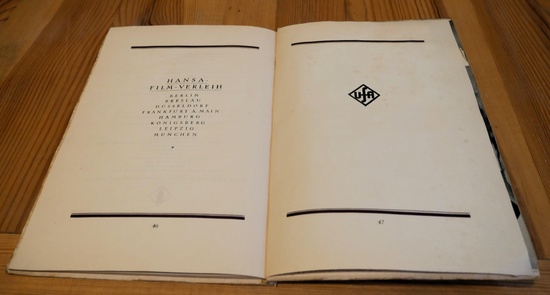 HANSA-
FILM-VERLEIH
BERLIN
BRESLAU
DÜSSELDORF
FRANKFURT A. MAIN
HAMBURG
KÖNIGSBERG
LEIPZIG
MÜNCHEN
46
UFA
47